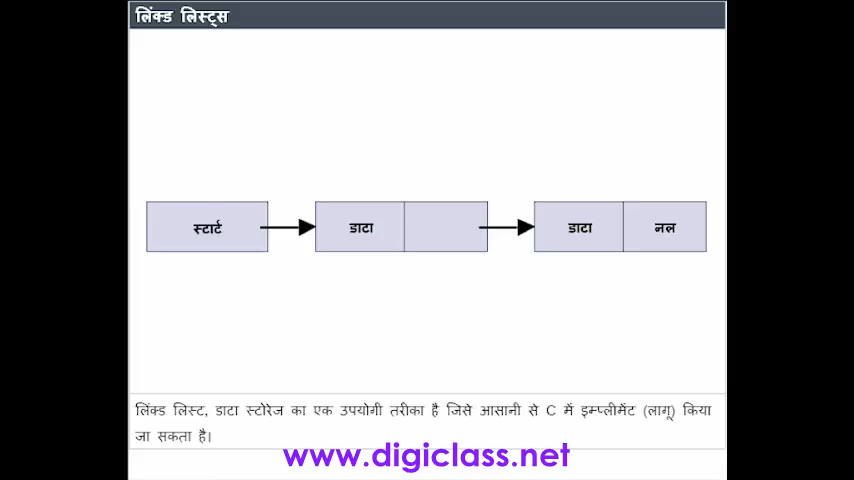 लिंक्ड लिस्ट्स
स्टार्ट डाटा डाटा नल
लिंक्ड लिस्ट, डाटा स्टोरेज का एक उपयोगी तरीका है जिसे आसानी से C में इम्प्लीमेंट (लागू) किया
जा सकता है।
www.digiclass.net